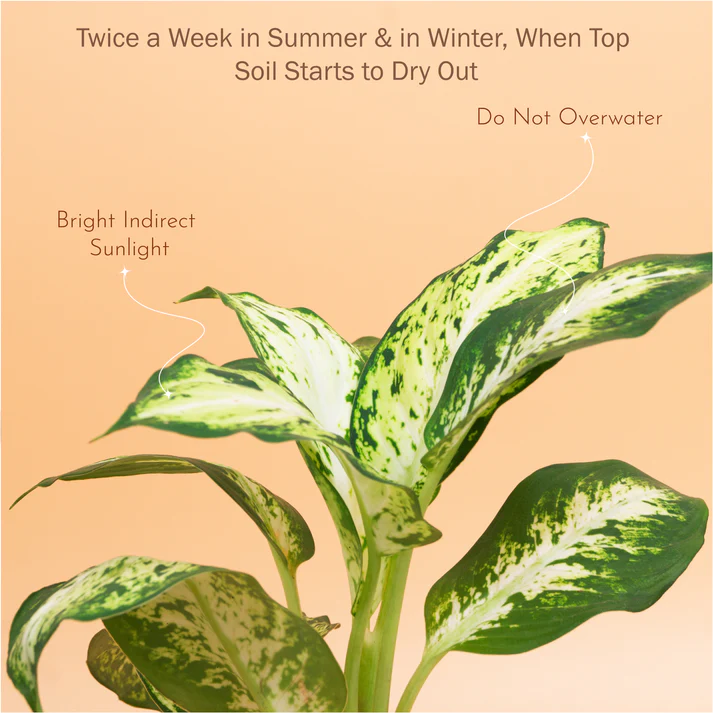 Twice a Week in Summer & in Winter, When Top
Soil Starts to Dry Out
Do Not Overwater
Bright Indirect
Sunlight